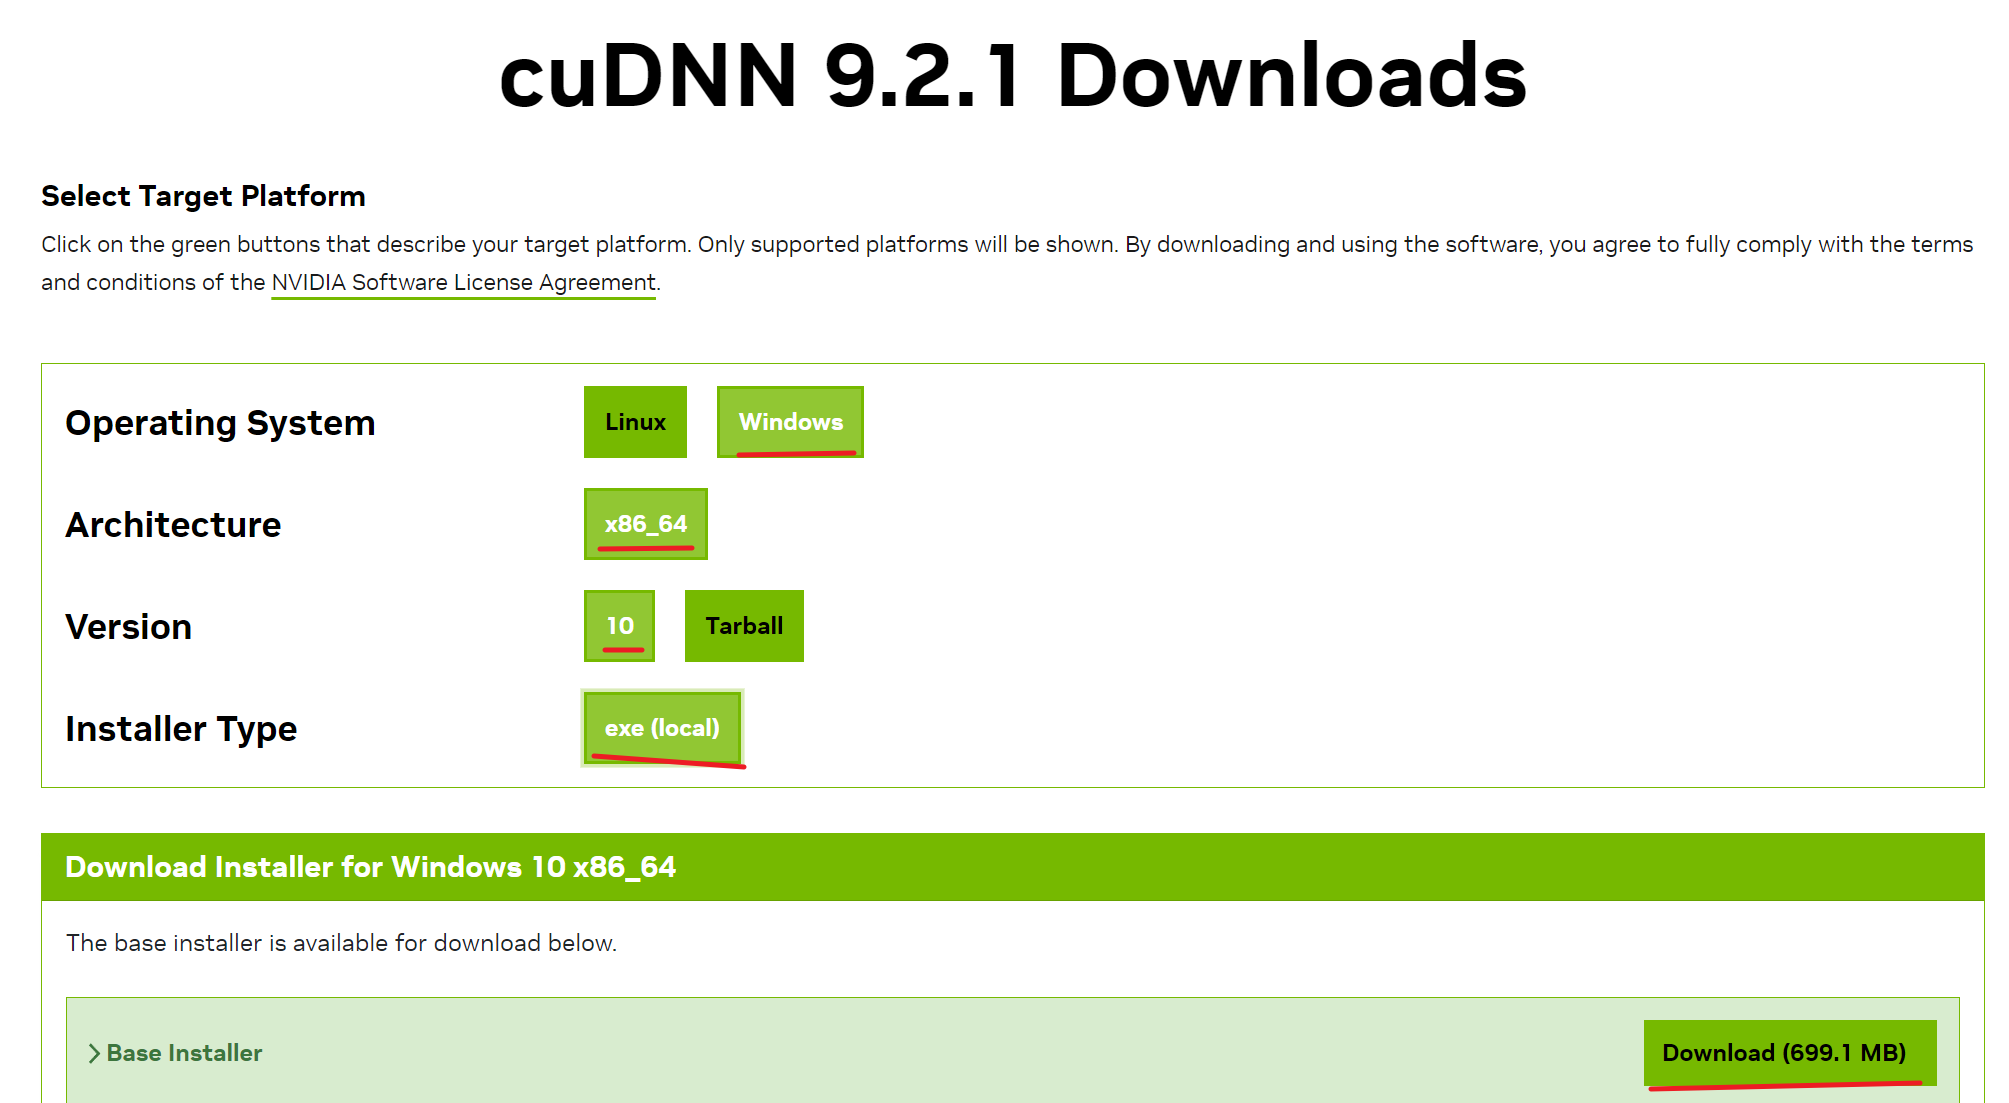 cuDNN 9.2.1 Downloads
Select Target Platform
Click on the green buttons that describe your target platform. Only supported platforms will be shown. By downloading and using the software, you agree to fully comply with the terms
and conditions of the NVIDIA Software License Agreement.
Operating System Linux Windows
Architecture x86_64
Version 10 Tarball
Installer Type exe (local)
Download Installer for Windows 10 x86_64
The base installer is available for download below.
Base Installer Download (699.1 MB)